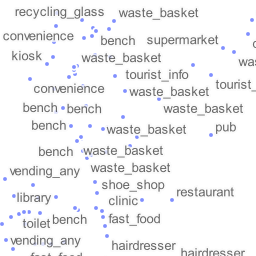 recycling_glass
waste_basket
convenience
bench
supermarket
kiosk
waste_basket
tourist_info
convenience
waste_basket
bench
bench
waste_basket
bench
waste_basket
pub
bench
waste_basket
waste_basket
vending_any
shoe_shop
restaurant
library
clinic
toilet
bench
fast_food
vending_any
hairdresser
hairdresser